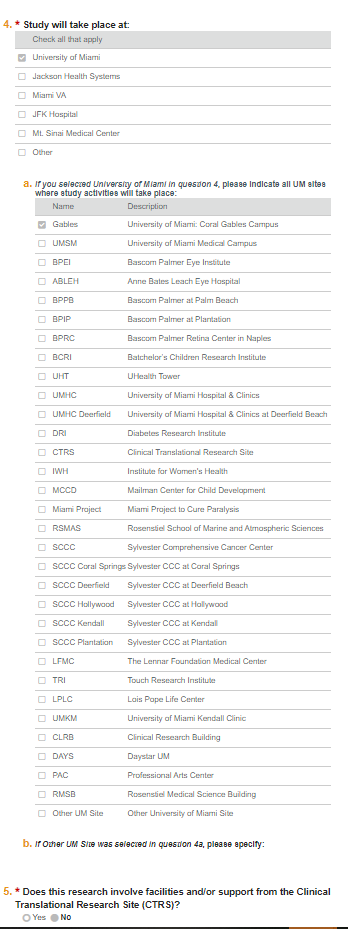 4. * Study will take place at:
Check all that apply
University of Miami
Jackson Health Systems
Miami VA
JFK Hospital
Mt. Sinai Medical Center
Other
a. If you selected University of Miami in question 4, please indicate all UM sites
where study activities will take place:
Name Description
Gables University of Miami: Coral Gables Campus
UMSM University of Miami Medical Campus
BPEI Bascom Palmer Eye Institute
ABLEH Anne Bates Leach Eye Hospital
BPPB Bascom Palmer at Palm Beach
BPIP Bascom Palmer at Plantation
BPRC Bascom Palmer Retina Center in Naples
BCRI Batchelor's Children Research Institute
UHT UHealth Tower
UMHC University of Miami Hospital & Clinics
UMHC Deerfield University of Miami Hospital & Clinics at Deerfield Beach
DRI Diabetes Research Institute
CTRS Clinical Translational Research Site
IWH Institute for Women's Health
MCCD Mailman Center for Child Development
Miami Project Miami Project to Cure Paralysis
RSMAS Rosenstiel School of Marine and Atmospheric Sciences
SCCC Sylvester Comprehensive Cancer Center
SCCC Coral Springs Sylvester CCC at Coral Springs
SCCC Deerfield Sylvester CCC at Deerfield Beach
SCCC Hollywood Sylvester CCC at Hollywood
SCCC Kendall Sylvester CCC at Kendall
SCCC Plantation Sylvester CCC at Plantation
LFMC The Lennar Foundation Medical Center
TRI Touch Research Institute
LPLC Lois Pope Life Center
UMKM University of Miami Kendall Clinic
CLRB Clinical Research Building
DAYS Daystar UM
PAC Professional Arts Center
RMSB Rosenstiel Medical Science Building
Other UM Site Other University of Miami Site
b. If Other UM Site was selected in question 4a, please specify:
5. * Does this research involve facilities and/or support from the Clinical
Translational Research Site (CTRS)?
Yes No